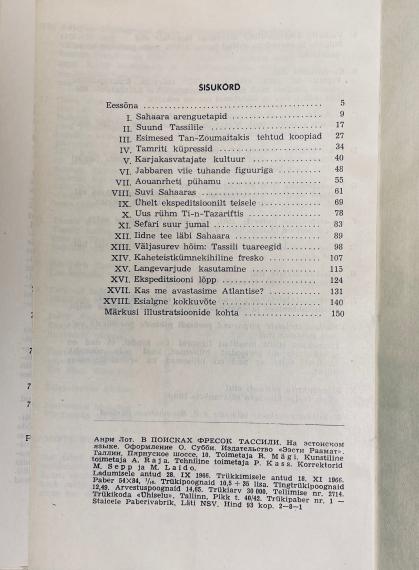 SISUKORD
Eessõna 5
I. Sahaara arenguetapid 9
II. Suund Tassilile 17
III. Esimesed Tan-Zoumaitakis tehtud koopiad 27
IV. Tamriti küpressid 34
V. Karjakasvatajate kultuur 40
VI. Jabbaren viie tuhande figuuriga 48
VII. Aouanrheti pühamu 55
VIII. Suvi Sahaaras 61
IX. Ühelt ekspeditsioonilt teisele 69
X. Uus rühm Ti-n-Tazariftis 78
XI. Sefari suur jumal 83
XII. Iidne tee läbi Sahaara 89
XIII. Väljasurev hõim: Tassili tuareegid 98
XIV. Kaheteistkümnekihiline fresko 107
XV. Langevarjude kasutamine 115
XVI. Ekspeditsiooni lõpp 124
XVII. Kas me avastasime Atlantise? 131
XVIII. Esialgne kokkuvõte 140
Märkusi illustratsioonide kohta 150
Анри Лот. В ПОИСКАХ ФРЕСОК ТАССИЛИ. На эстонском
языке. Оформление О. Субби. Издательство «Ээсти Раамат».
Таллин, Пярнуское шоссе, 10. Toimetaja R. Mägi. Kunstiline
toimetaja A. Raja. Tehniline toimetaja P. Kass. Korrektorid
M. Sepp ja M. Laido.
Ladumisele antud 28. IX 1966. Trükkimisele antud 18. XI 1966.
Paber 54×84, 1/16. Trükipoognaid 10,5 + 35 lisa. Tingtrükipoognaid
12,49. Arvestuspoognaid 14,65. Trükiarv 30 000. Tellimise nr. 2714.
Trükikoda «Ühiselu», Tallinn, Pikk t. 40/42. Trükipaber nr. 1 —
Staicele Paberivabrik, Läti NSV. Hind 93 kop. 2—8—1